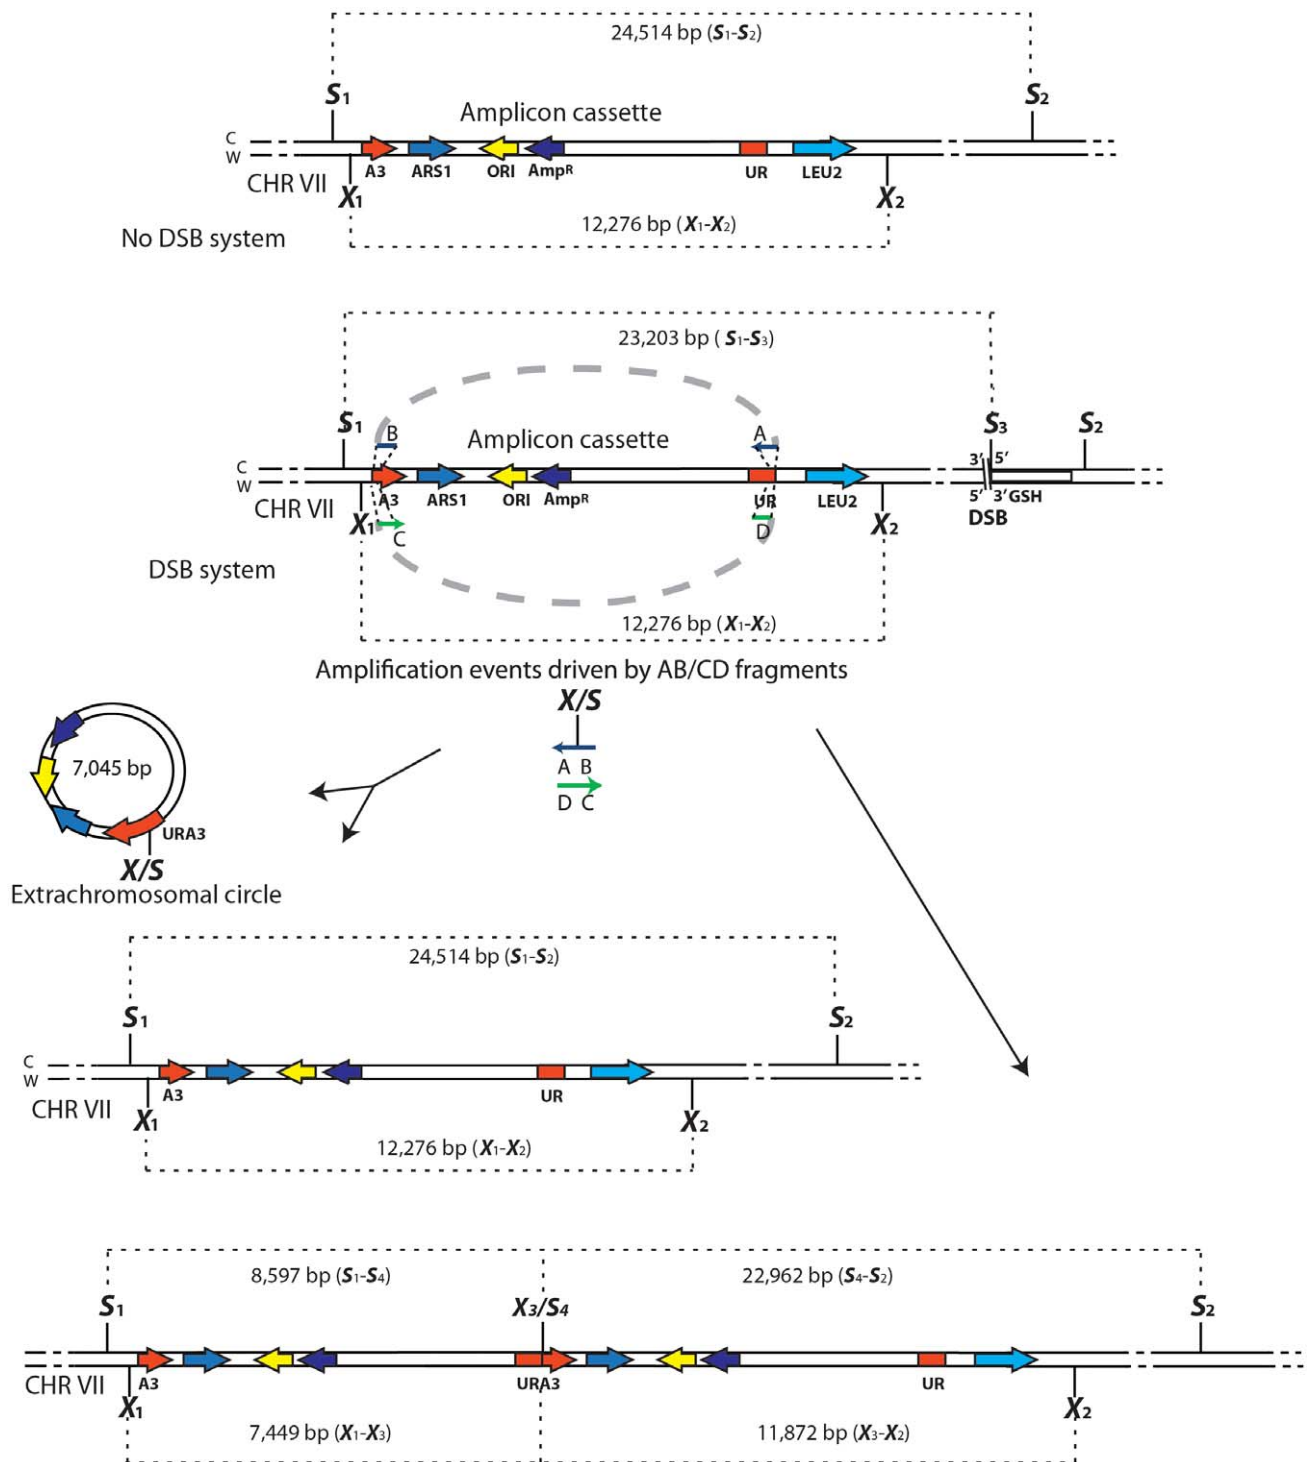 24,514 bp (S1-S2)
S1
S2
Amplicon cassette
C
W
A3
ARS1
ORI
AmpR
UR
LEU2
CHR VII
X1
X2
12,276 bp (X1-X2)
No DSB system
23,203 bp ( S1-S3)
S1
S3
S2
B
A
Amplicon cassette
C
W
3′
5′
A3
ARS1
ORI
AmpR
UR
LEU2
5′
3′GSH
CHR VII
DSB
X1
C
D
X2
DSB system
12,276 bp (X1-X2)
Amplification events driven by AB/CD fragments
X/S
A B
D C
7,045 bp
URA3
X/S
Extrachromosomal circle
24,514 bp (S1-S2)
S1
S2
C
W
A3
UR
CHR VII
X1
X2
12,276 bp (X1-X2)
8,597 bp (S1-S4)
22,962 bp (S4-S2)
S1
X3/S4
S2
CHR VII
A3
URA3
UR
X1
X2
7,449 bp (X1-X3)
11,872 bp (X3-X2)